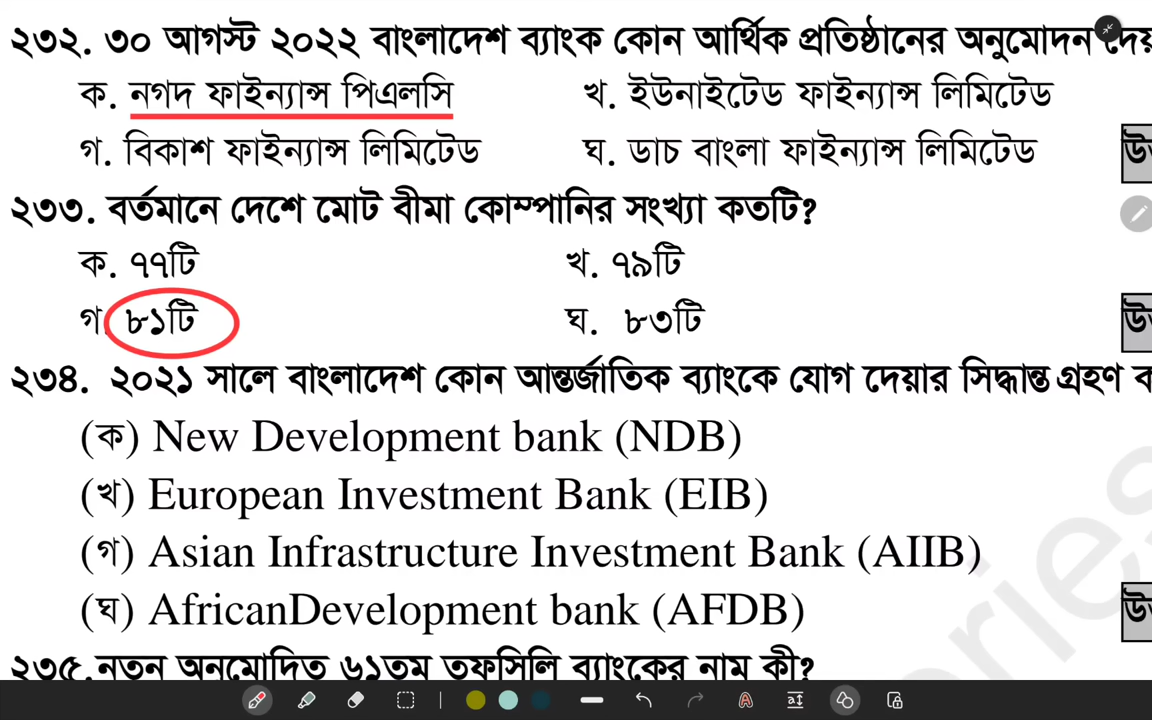 ২৩২. ৩০ আগস্ট ২০২২ বাংলাদেশ ব্যাংক কোন আর্থিক প্রতিষ্ঠানের অনুমোদন দেয়
ক. নগদ ফাইন্যান্স পিএলসি খ. ইউনাইটেড ফাইন্যান্স লিমিটেড
গ. বিকাশ ফাইন্যান্স লিমিটেড ঘ. ডাচ বাংলা ফাইন্যান্স লিমিটেড
২৩৩. বর্তমানে দেশে মোট বীমা কোম্পানির সংখ্যা কতটি?
ক. ৭৭টি খ. ৭৯টি
গ. ৮১টি ঘ. ৮৩টি
২৩৪. ২০২১ সালে বাংলাদেশ কোন আন্তর্জাতিক ব্যাংকে যোগ দেয়ার সিদ্ধান্ত গ্রহণ
(ক) New Development bank (NDB)
(খ) European Investment Bank (EIB)
(গ) Asian Infrastructure Investment Bank (AIIB)
(ঘ) AfricanDevelopment bank (AFDB)
২৩৫.নতুন অনুমোদিত ৬১তম তফসিলি ব্যাংকের নাম কী?